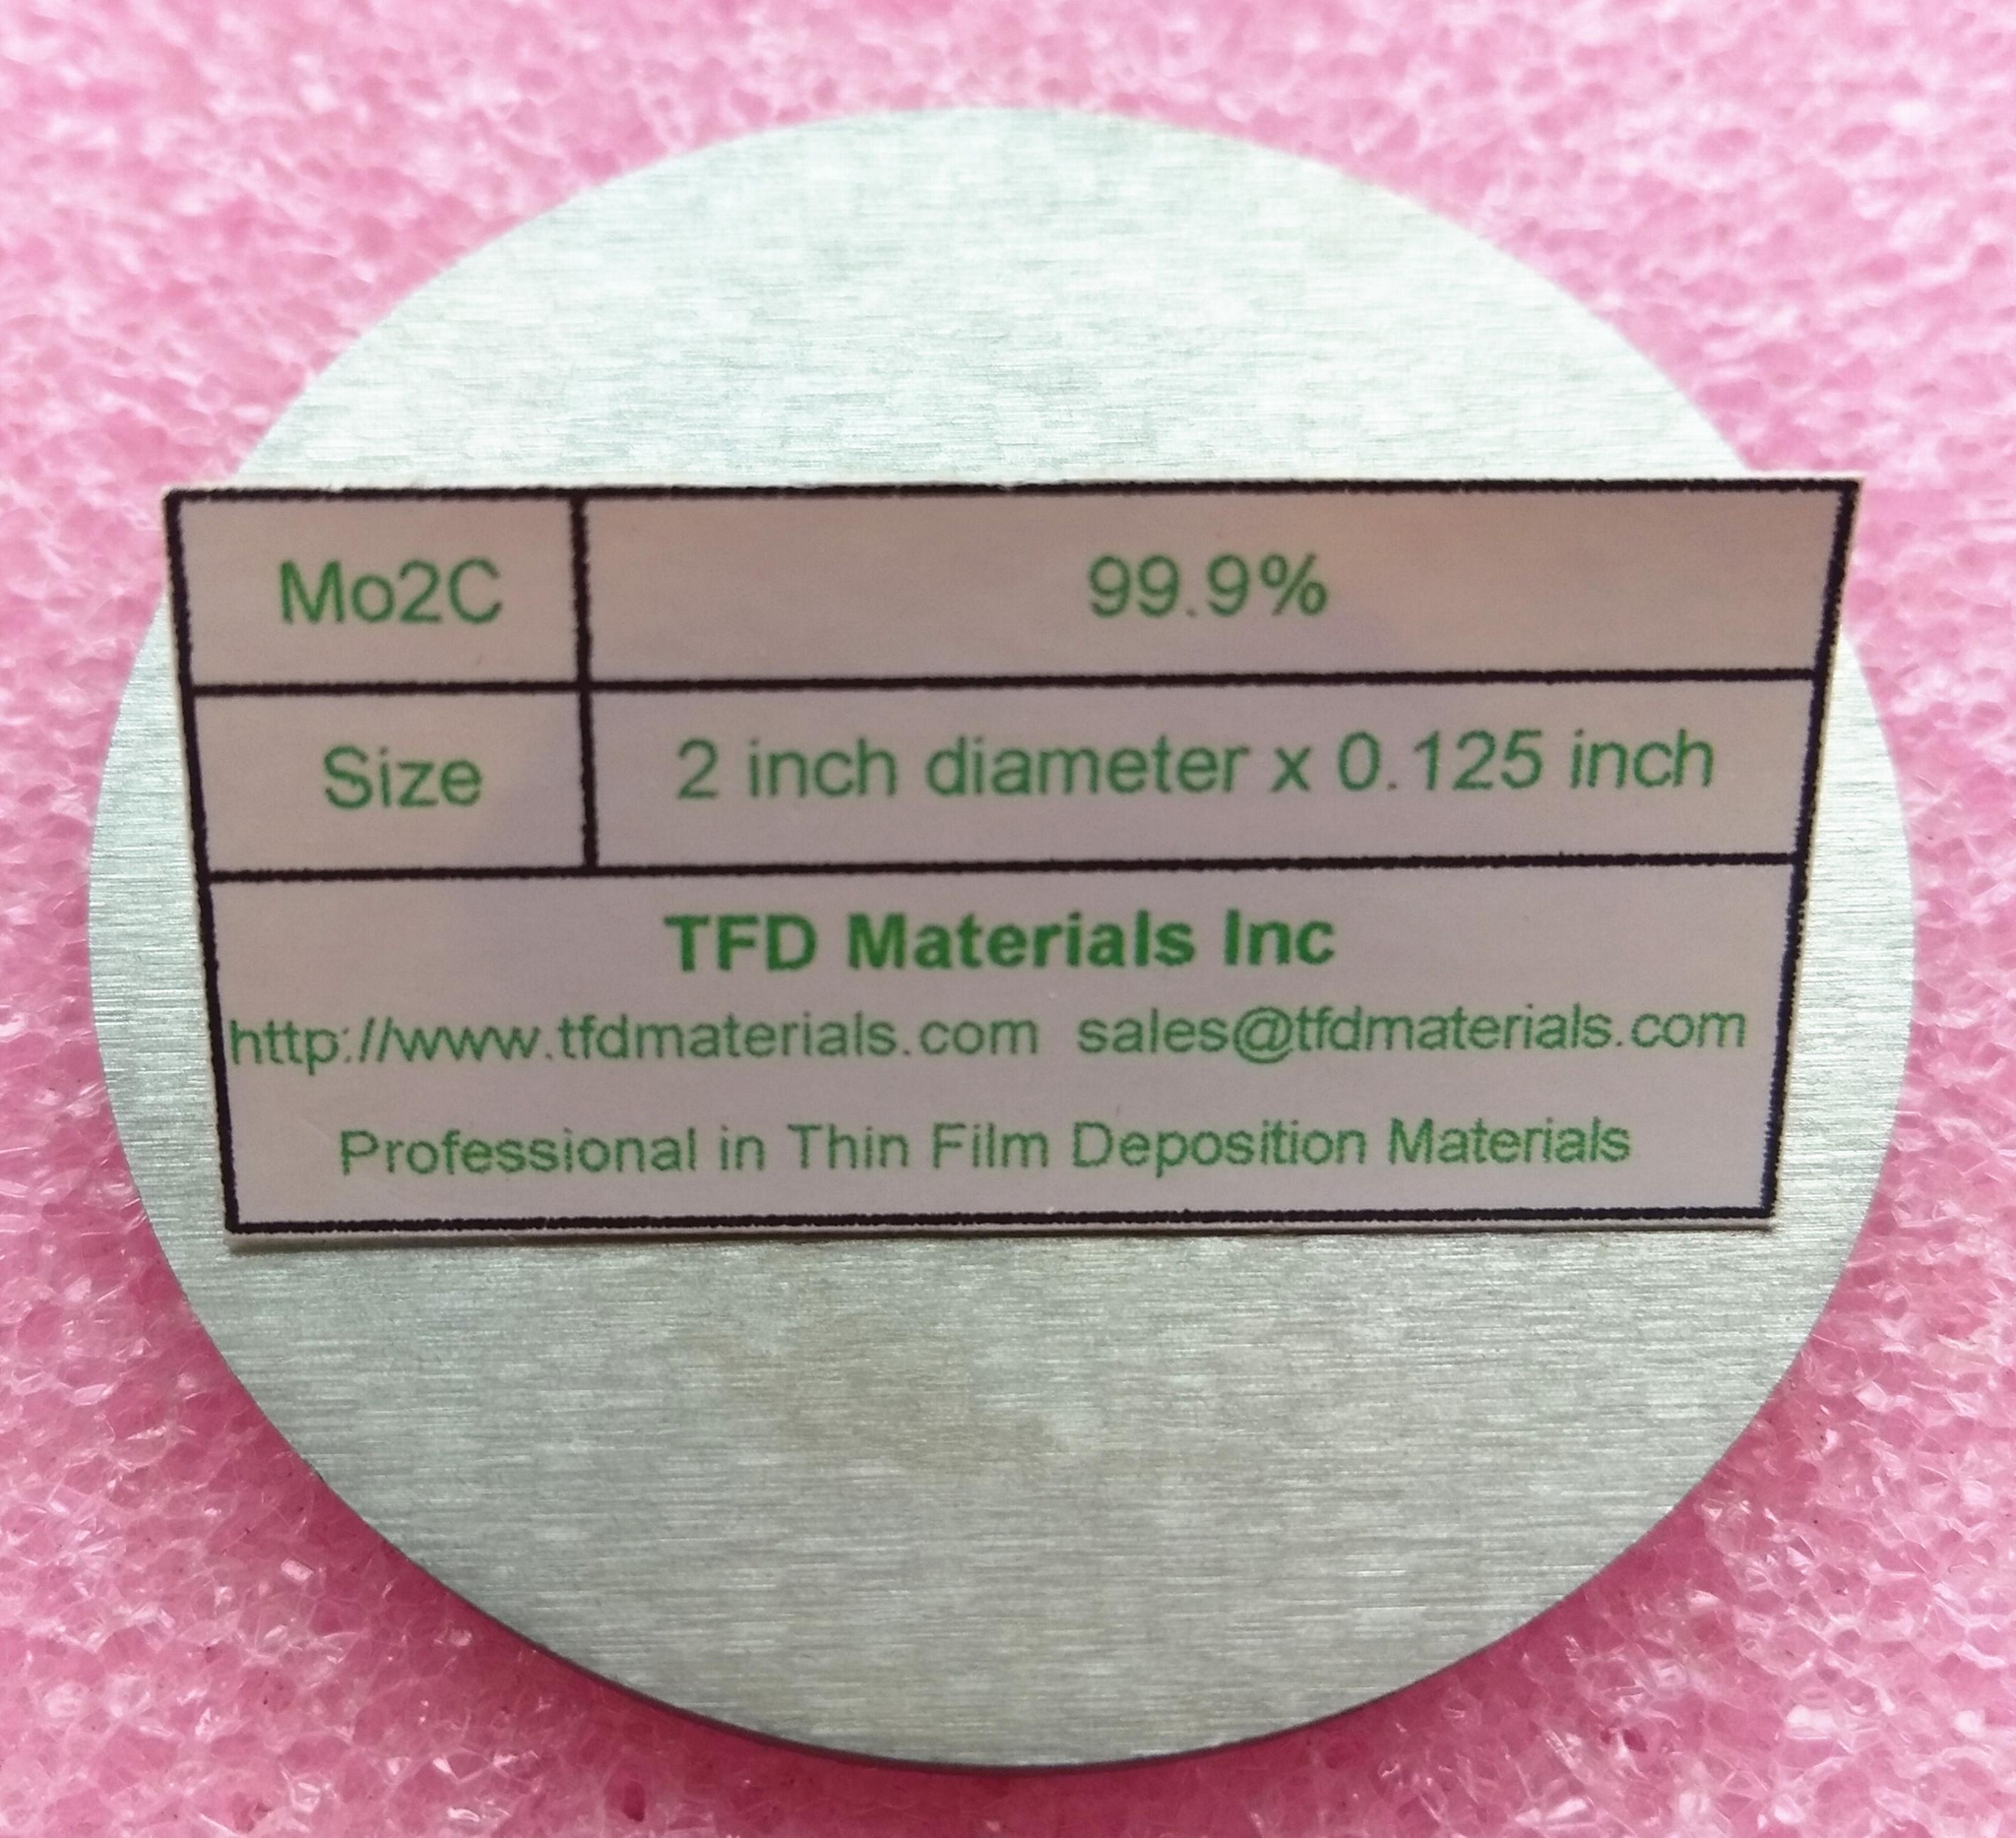 Mo2C 99.9%
Size 2 inch diameter x 0.125 inch
TFD Materials Inc
http://www.tfdmaterials.com sales@tfdmaterials.com
Professional in Thin Film Deposition Materials